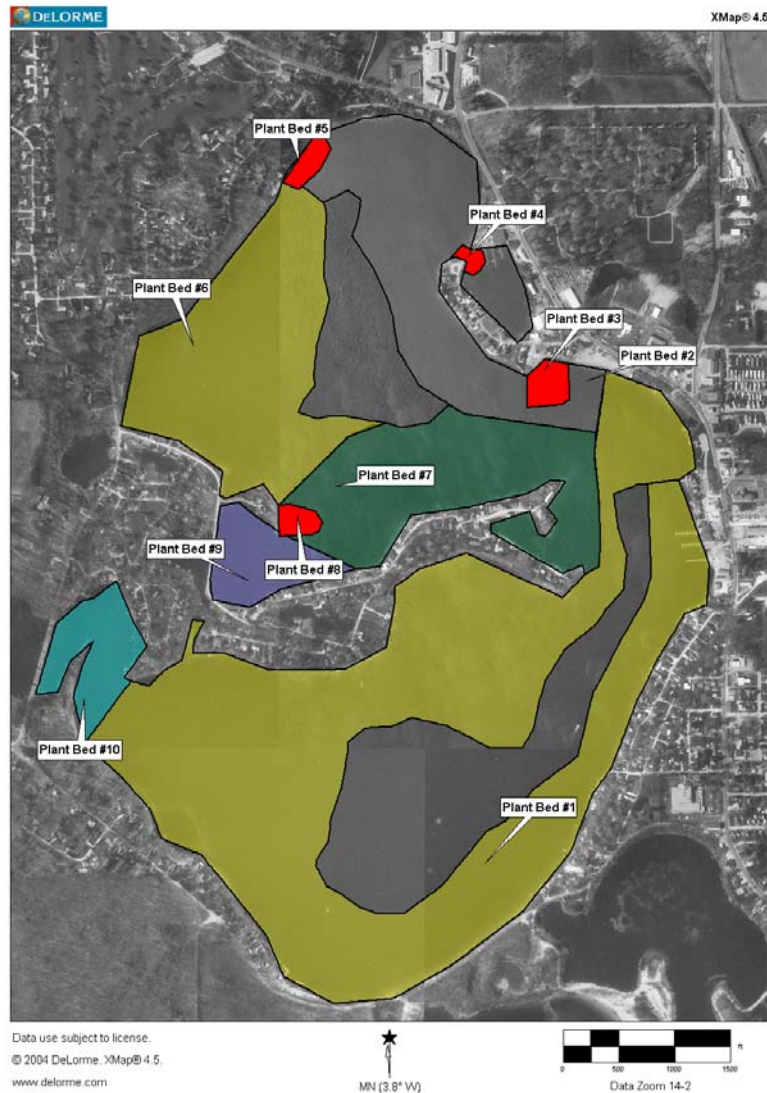 DELORME
XMap® 4.5
Plant Bed #5
Plant Bed #4
Plant Bed #6
Plant Bed #3
Plant Bed #2
Plant Bed #7
Plant Bed #9
Plant Bed #8
Plant Bed #10
Plant Bed #1
Data use subject to license.
© 2004 DeLorme. XMap® 4.5.
www.delorme.com
MN (3.8° W)
ft
0 500 1000 1500
Data Zoom 14-2